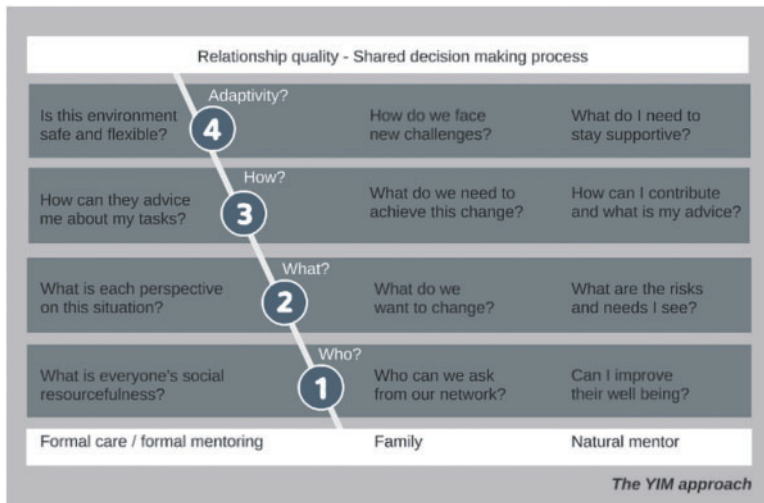 Relationship quality - Shared decision making process
Adaptivity?
Is this environment
safe and flexible?
4
How do we face
new challenges?
What do I need to
stay supportive?
How?
How can they advice
me about my tasks?
3
What do we need to
achieve this change?
How can I contribute
and what is my advice?
What?
What is each perspective
on this situation?
2
What do we
want to change?
What are the risks
and needs I see?
Who?
What is everyone's social
resourcefulness?
1
Who can we ask
from our network?
Can I improve
their well being?
Formal care / formal mentoring
Family
Natural mentor
The YIM approach